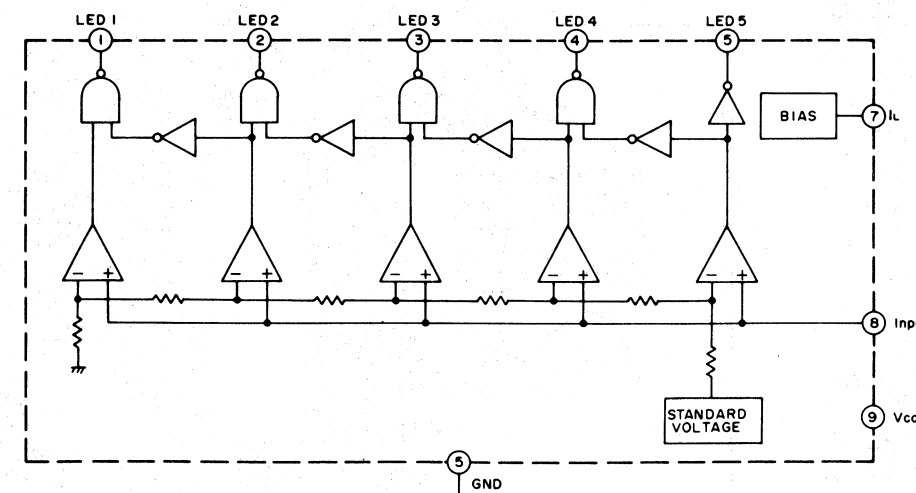 LED 1 LED 2 LED 3 LED 4 LED 5
1 2 3 4 5
BIAS
7 IL
- + - + - + - + - +
8 Inp
STANDARD
VOLTAGE
9 Vcc
5
GND